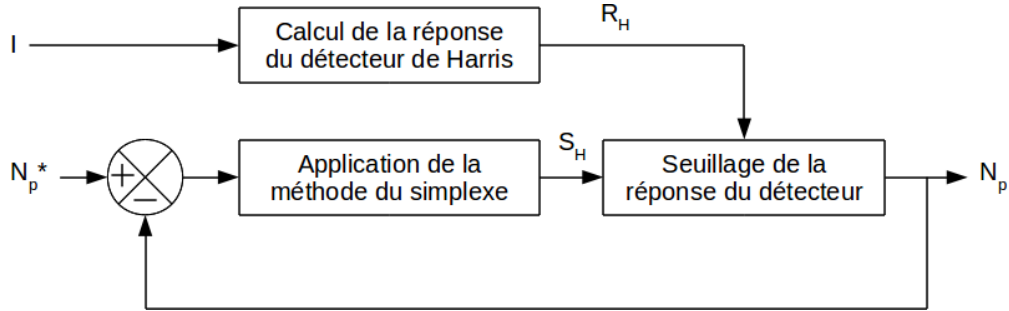 I
Calcul de la réponse
du détecteur de Harris
R_H
N_p*
+
−
Application de la
méthode du simplexe
S_H
Seuillage de la
réponse du détecteur
N_p